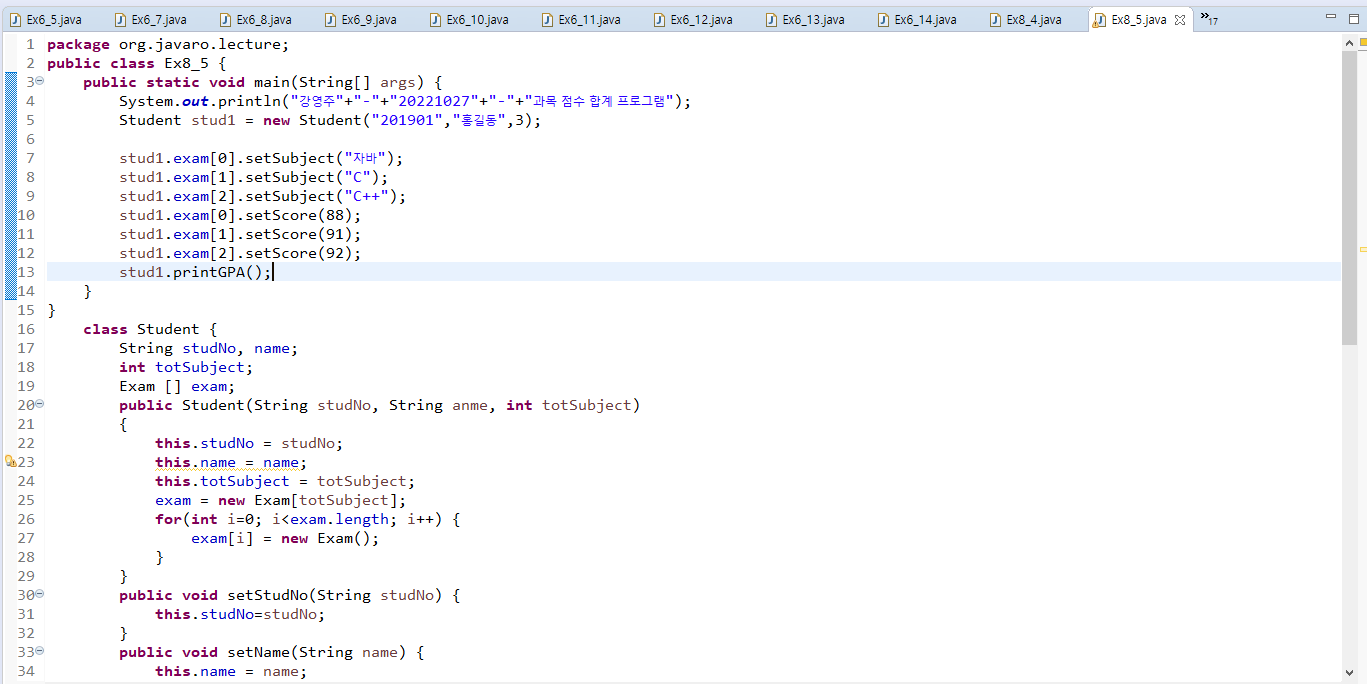 Ex6_5.java Ex6_7.java Ex6_8.java Ex6_9.java Ex6_10.java Ex6_11.java Ex6_12.java Ex6_13.java Ex6_14.java Ex8_4.java Ex8_5.java »17
1 package org.javaro.lecture;
2 public class Ex8_5 {
3 public static void main(String[] args) {
4 System.out.println("강영주"+"-"+"20221027"+"-"+"과목 점수 합계 프로그램");
5 Student stud1 = new Student("201901","홍길동",3);
6
7 stud1.exam[0].setSubject("자바");
8 stud1.exam[1].setSubject("C");
9 stud1.exam[2].setSubject("C++");
10 stud1.exam[0].setScore(88);
11 stud1.exam[1].setScore(91);
12 stud1.exam[2].setScore(92);
13 stud1.printGPA();
14 }
15 }
16 class Student {
17 String studNo, name;
18 int totSubject;
19 Exam [] exam;
20 public Student(String studNo, String anme, int totSubject)
21 {
22 this.studNo = studNo;
23 this.name = name;
24 this.totSubject = totSubject;
25 exam = new Exam[totSubject];
26 for(int i=0; i<exam.length; i++) {
27 exam[i] = new Exam();
28 }
29 }
30 public void setStudNo(String studNo) {
31 this.studNo=studNo;
32 }
33 public void setName(String name) {
34 this.name = name;